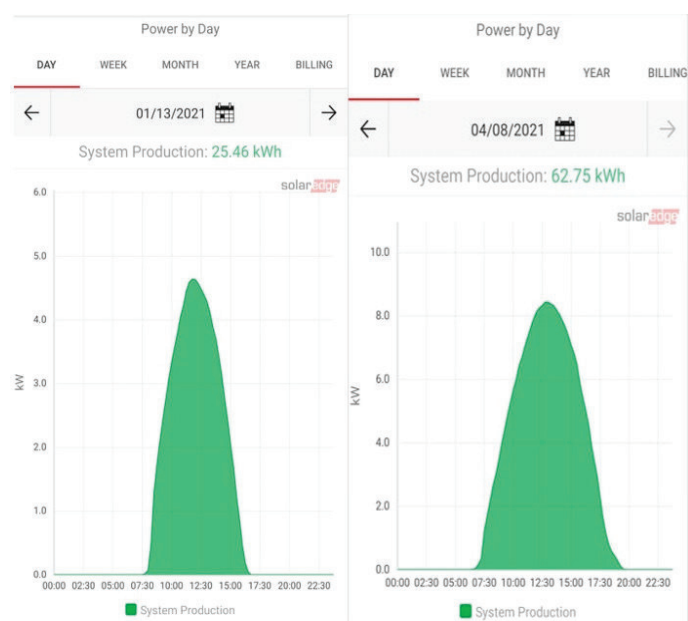 Power by Day
DAY WEEK MONTH YEAR BILLING
← 01/13/2021 →
System Production: 25.46 kWh
solaredge
6.0
5.0
4.0
kW
3.0
2.0
1.0
0.0
00:00 02:30 05:00 07:30 10:00 12:30 15:00 17:30 20:00 22:30
System Production
Power by Day
DAY WEEK MONTH YEAR BILLING
← 04/08/2021 →
System Production: 62.75 kWh
solaredge
10.0
8.0
6.0
kW
4.0
2.0
0.0
00:00 02:30 05:00 07:30 10:00 12:30 15:00 17:30 20:00 22:30
System Production